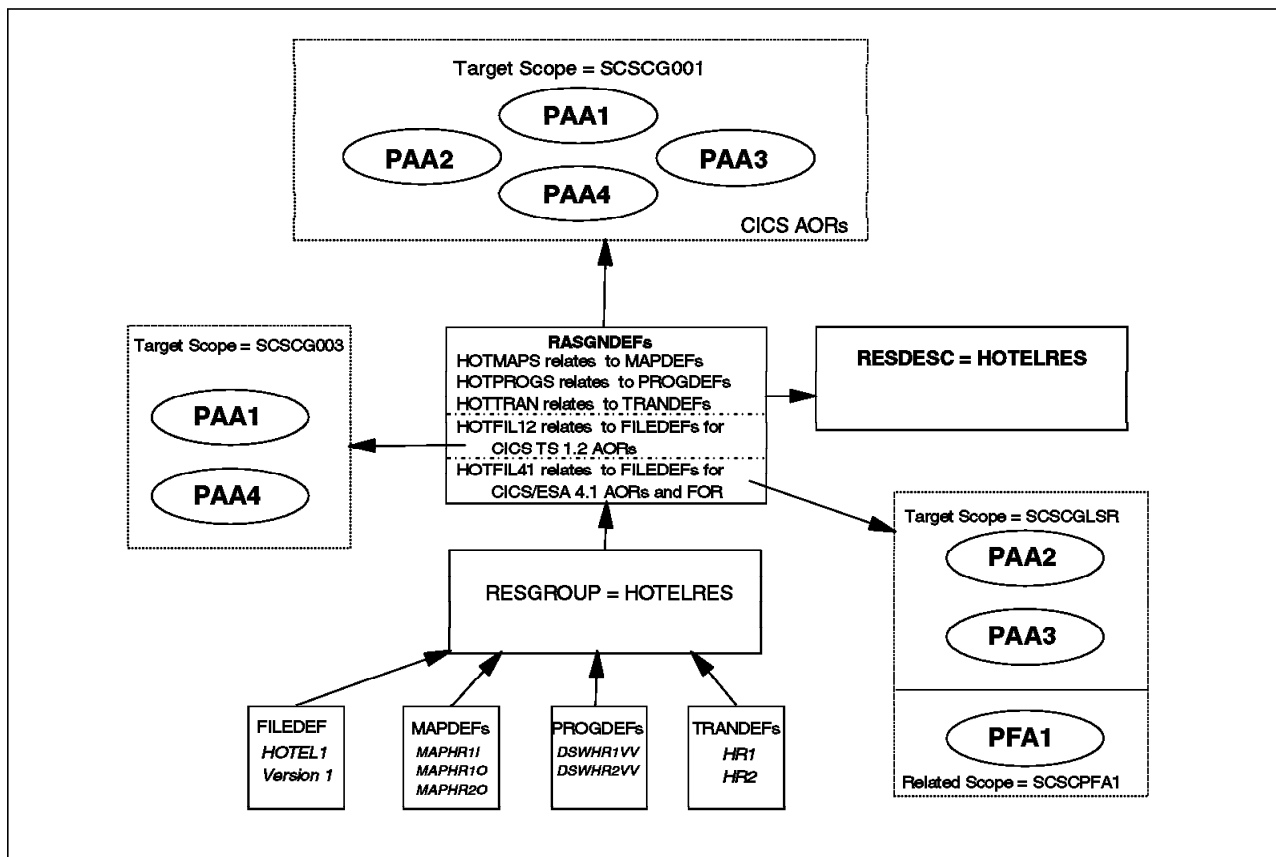 Target Scope = SCSCG001
PAA1
PAA2
PAA3
PAA4
CICS AORs
Target Scope = SCSCG003
PAA1
PAA4
RASGNDEFs
HOTMAPS relates to MAPDEFs
HOTPROGS relates to PROGDEFs
HOTTRAN relates to TRANDEFs
HOTFIL12 relates to FILEDEFs for
CICS TS 1.2 AORs
HOTFIL41 relates to FILEDEFs for
CICS/ESA 4.1 AORs and FOR
RESDESC = HOTELRES
Target Scope = SCSCGLSR
PAA2
PAA3
PFA1
Related Scope = SCSCPFA1
RESGROUP = HOTELRES
FILEDEF
HOTEL1
Version 1
MAPDEFs
MAPHR1I
MAPHR1O
MAPHR2O
PROGDEFs
DSWHR1VV
DSWHR2VV
TRANDEFs
HR1
HR2